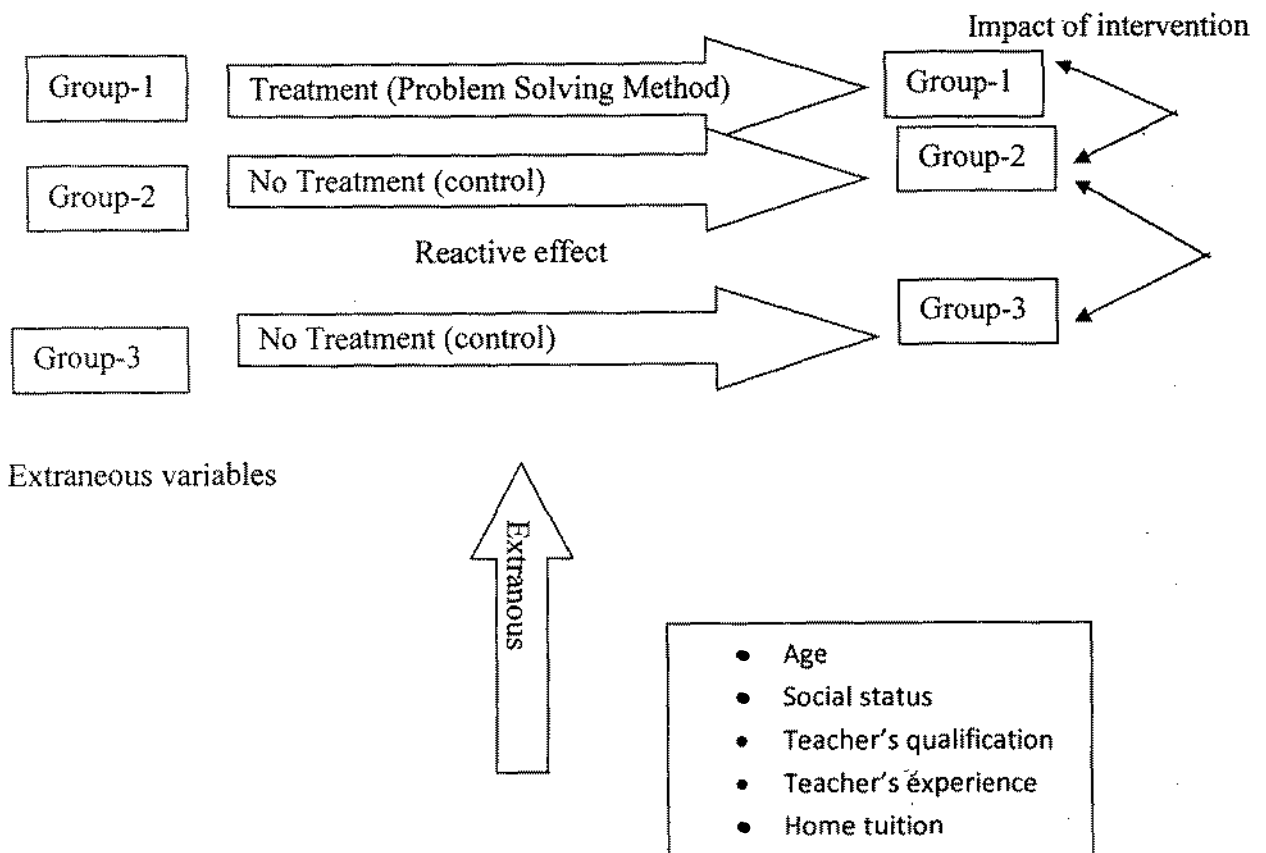 Impact of intervention
Group-1
Treatment (Problem Solving Method)
Group-1
Group-2
No Treatment (control)
Group-2
Reactive effect
Group-3
No Treatment (control)
Group-3
Extraneous variables
Extranous
• Age
• Social status
• Teacher's qualification
• Teacher's experience
• Home tuition